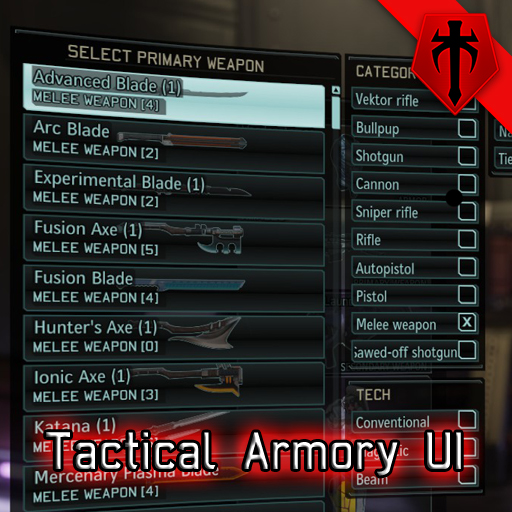 SELECT PRIMARY WEAPON
Advanced Blade (1)
MELEE WEAPON [4]
Arc Blade
MELEE WEAPON [2]
Experimental Blade (1)
MELEE WEAPON [2]
Fusion Axe (1)
MELEE WEAPON [5]
Fusion Blade
MELEE WEAPON [4]
Hunter's Axe (1)
MELEE WEAPON [0]
Ionic Axe (1)
MELEE WEAPON [3]
Katana (1)
Mercenary Plasma Blade
MELEE WEAPON [4]
CATEGOR
Vektor rifle
Bullpup
Shotgun
Cannon
Sniper rifle
Rifle
Autopistol
Pistol
Melee weapon X
Sawed-off shotgun
TECH
Conventional
Beam
Na
Tie
Tactical Armory UI